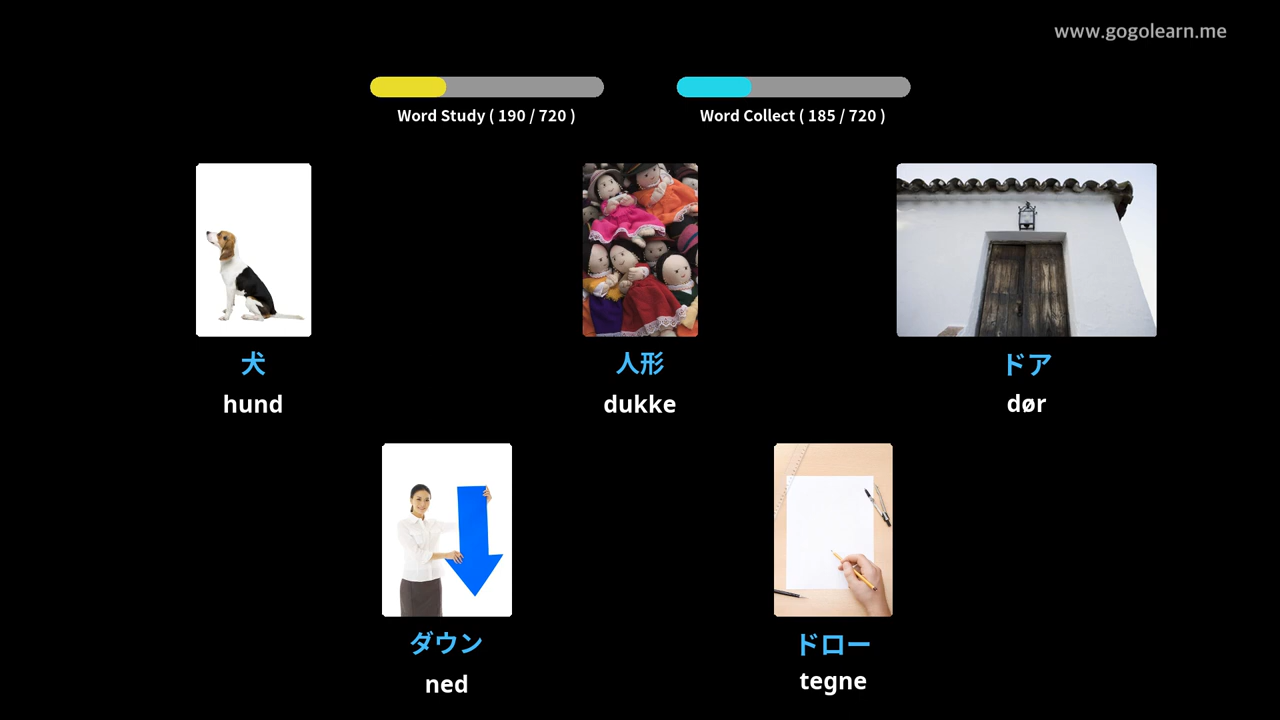 www.gogolearn.me
Word Study ( 190 / 720 )
Word Collect ( 185 / 720 )
犬
hund
人形
dukke
ドア
dør
ダウン
ned
ドロー
tegne